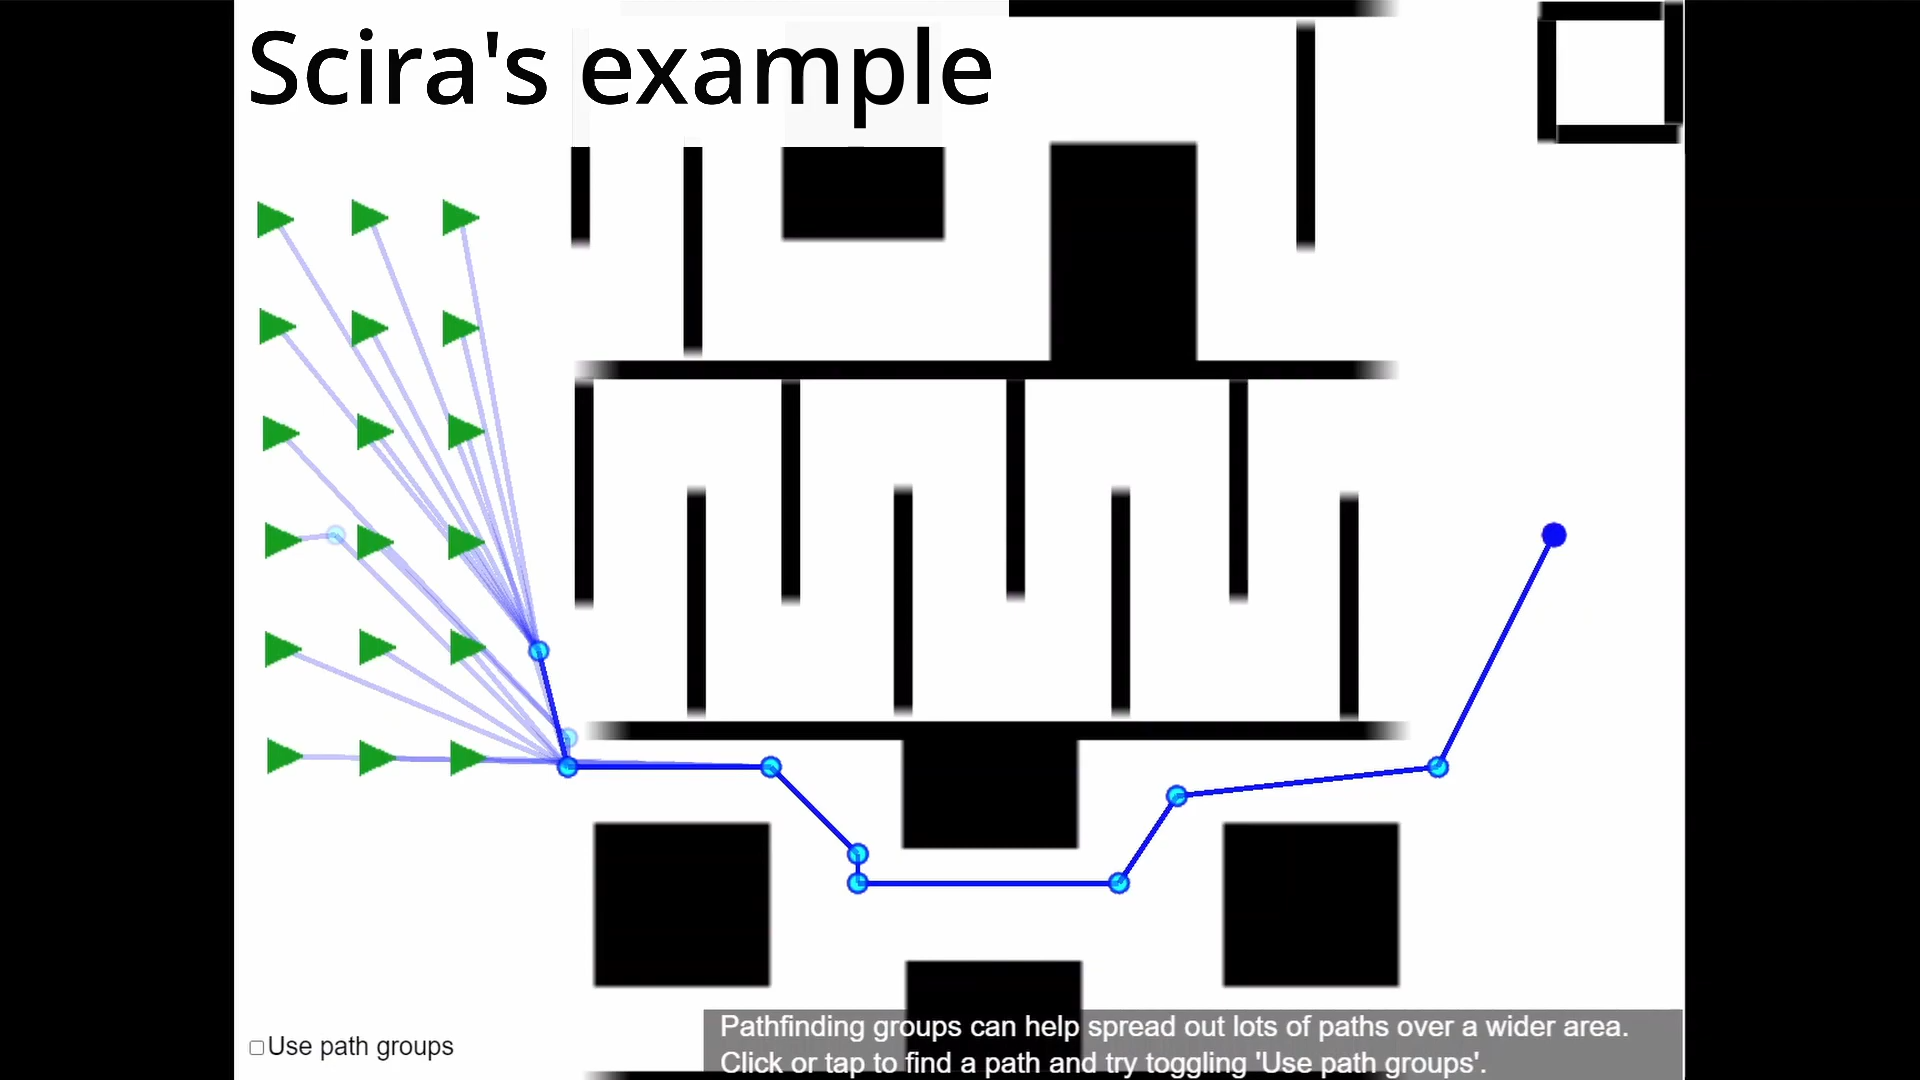 Scira's example
Use path groups
Pathfinding groups can help spread out lots of paths over a wider area.
Click or tap to find a path and try toggling 'Use path groups'.